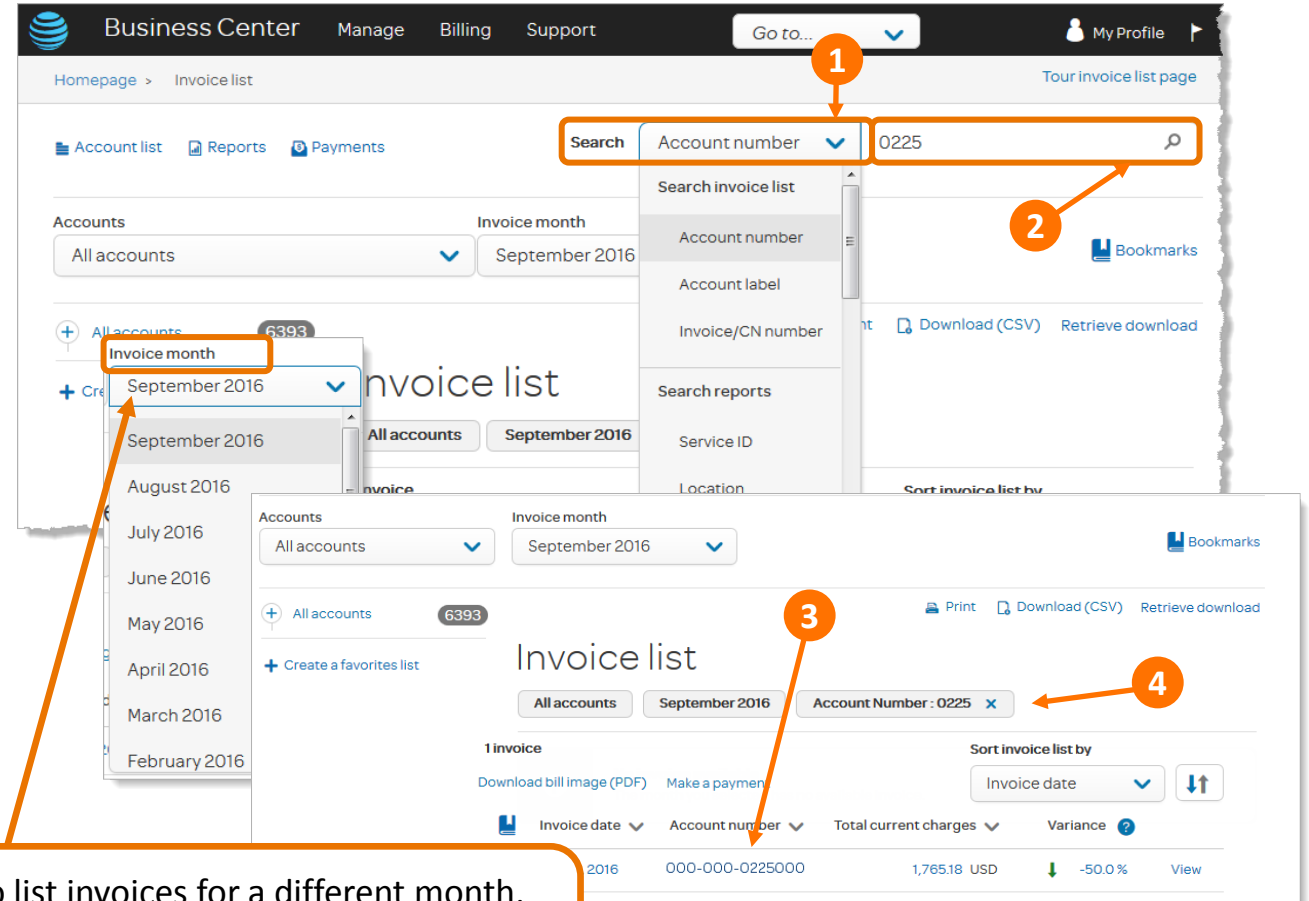 Business Center Manage Billing Support Go to... My Profile
1
Homepage > Invoice list Tour invoice list page
Account list Reports Payments Search Account number 0225
Search invoice list
2
Accounts Invoice month Account number
All accounts September 2016 Bookmarks
Account label
All accounts 6393 Invoice/CN number Download (CSV) Retrieve download
Invoice month
September 2016 nvoice list Search reports
All accounts September 2016 Service ID
September 2016
August 2016 nvoice Location Sort invoice list by
July 2016
June 2016
May 2016
April 2016
March 2016
February 2016
Accounts Invoice month
All accounts September 2016 Bookmarks
All accounts 6393 3 Print Download (CSV) Retrieve download
Invoice list
+ Create a favorites list
4
All accounts September 2016 Account Number : 0225 x
1 invoice Sort invoice list by
Download bill image (PDF) Make a paymen Invoice date
Invoice date Account number Total current charges Variance ?
2016 000-000-0225000 1,765.18 USD -50.0 % View
list invoices for a different month,